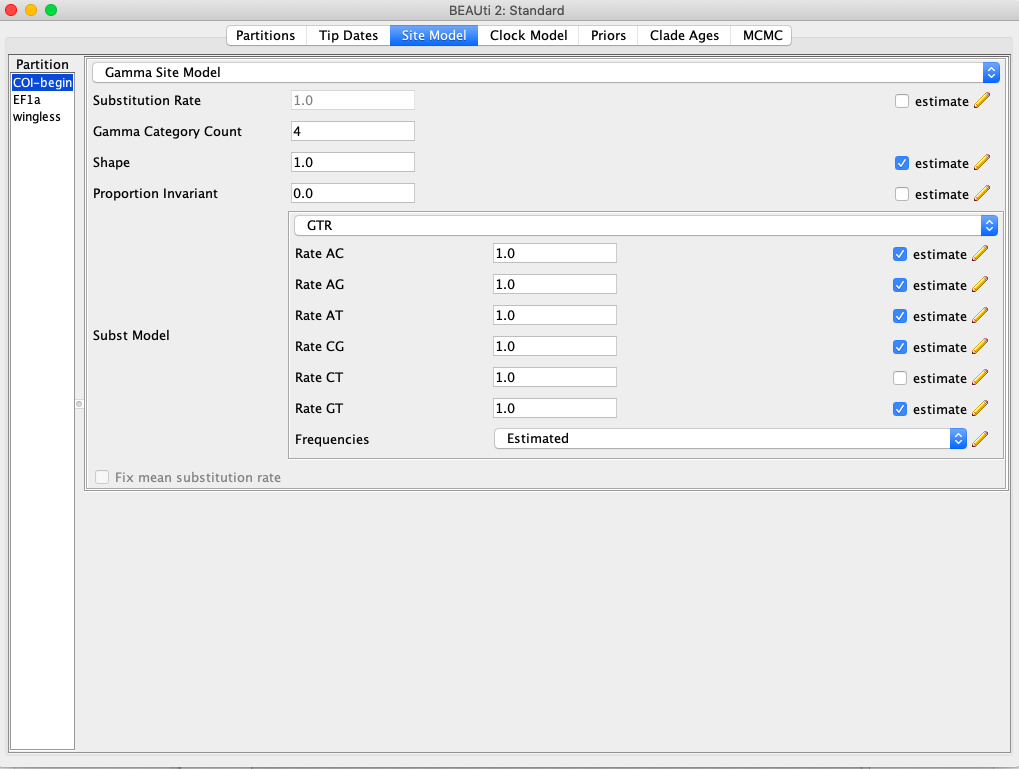 BEAUti 2: Standard
Partitions Tip Dates Site Model Clock Model Priors Clade Ages MCMC
Partition
COI-begin
EF1a
wingless
Gamma Site Model
Substitution Rate 1.0 estimate
Gamma Category Count 4
Shape 1.0 estimate
Proportion Invariant 0.0 estimate
Subst Model
GTR
Rate AC 1.0 estimate
Rate AG 1.0 estimate
Rate AT 1.0 estimate
Rate CG 1.0 estimate
Rate CT 1.0 estimate
Rate GT 1.0 estimate
Frequencies Estimated
Fix mean substitution rate